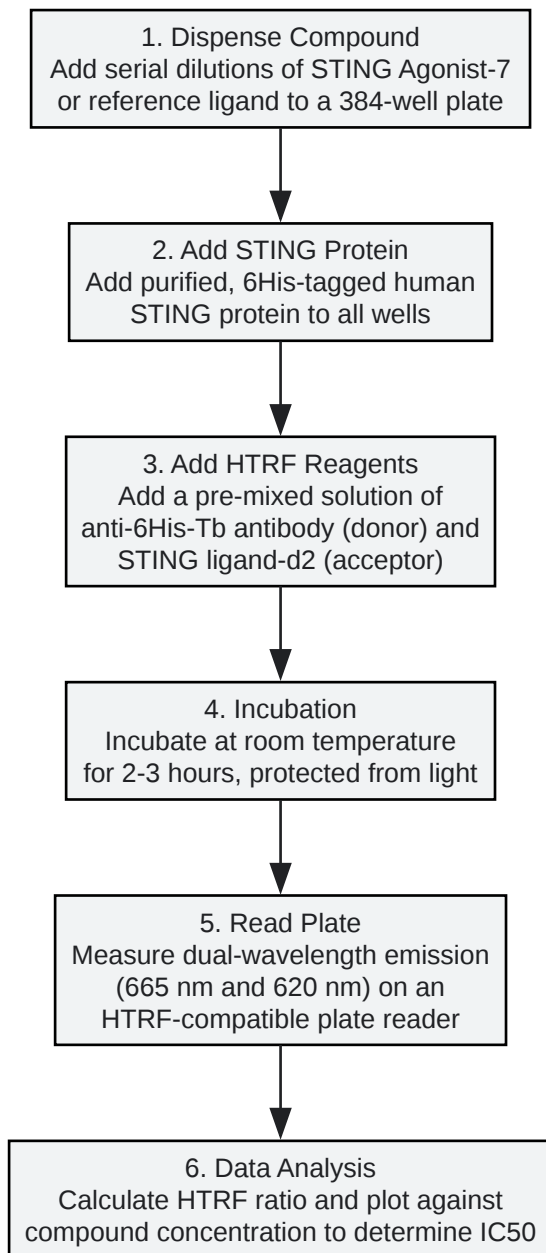 1. Dispense Compound
Add serial dilutions of STING Agonist-7
or reference ligand to a 384-well plate
2. Add STING Protein
Add purified, 6His-tagged human
STING protein to all wells
3. Add HTRF Reagents
Add a pre-mixed solution of
anti-6His-Tb antibody (donor) and
STING ligand-d2 (acceptor)
4. Incubation
Incubate at room temperature
for 2-3 hours, protected from light
5. Read Plate
Measure dual-wavelength emission
(665 nm and 620 nm) on an
HTRF-compatible plate reader
6. Data Analysis
Calculate HTRF ratio and plot against
compound concentration to determine IC50